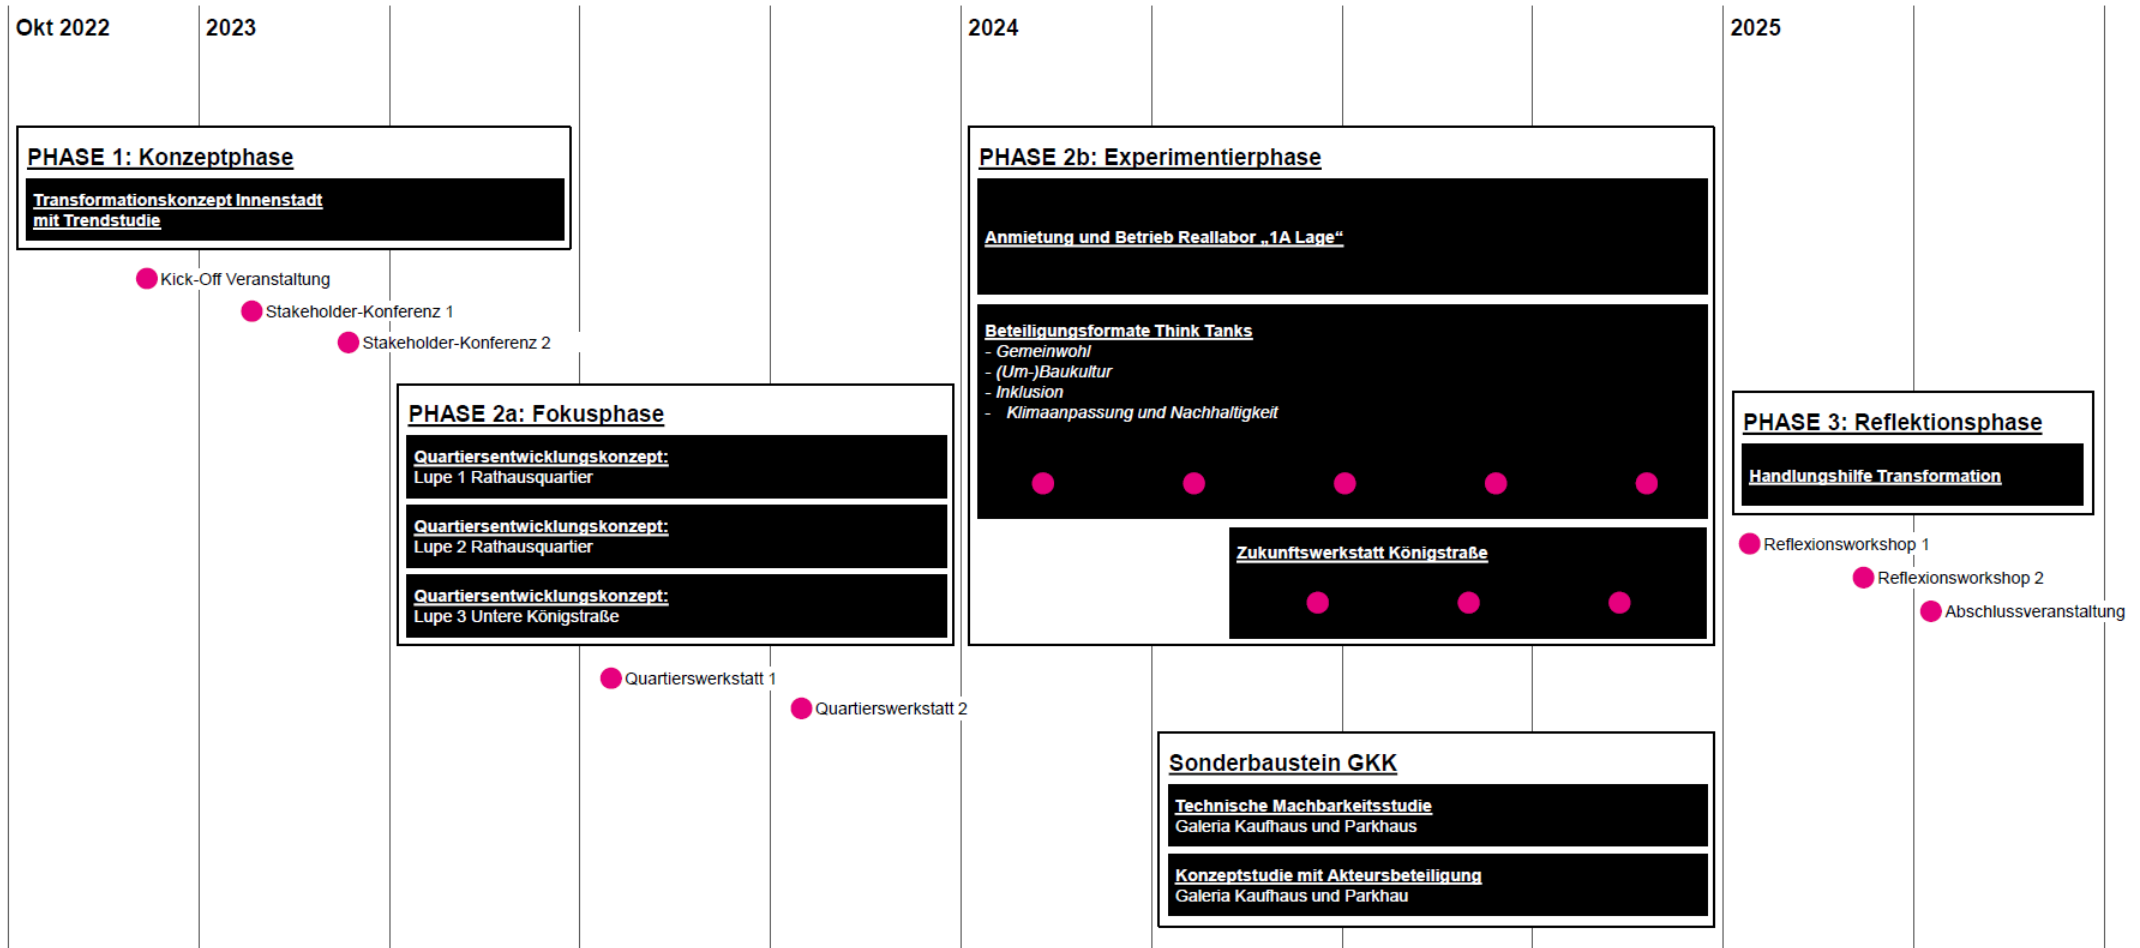 Okt 2022
2023
2024
2025
PHASE 1: Konzeptphase
Transformationskonzept Innenstadt
mit Trendstudie
Kick-Off Veranstaltung
Stakeholder-Konferenz 1
Stakeholder-Konferenz 2
PHASE 2a: Fokusphase
Quartiersentwicklungskonzept:
Lupe 1 Rathausquartier
Quartiersentwicklungskonzept:
Lupe 2 Rathausquartier
Quartiersentwicklungskonzept:
Lupe 3 Untere Königstraße
Quartierswerkstatt 1
Quartierswerkstatt 2
PHASE 2b: Experimentierphase
Anmietung und Betrieb Reallabor „1A Lage“
Beteiligungsformate Think Tanks
- Gemeinwohl
- (Um-)Baukultur
- Inklusion
- Klimaanpassung und Nachhaltigkeit
Zukunftswerkstatt Königstraße
Sonderbaustein GKK
Technische Machbarkeitsstudie
Galeria Kaufhaus und Parkhaus
Konzeptstudie mit Akteursbeteiligung
Galeria Kaufhaus und Parkhau
PHASE 3: Reflektionsphase
Handlungshilfe Transformation
Reflexionsworkshop 1
Reflexionsworkshop 2
Abschlussveranstaltung